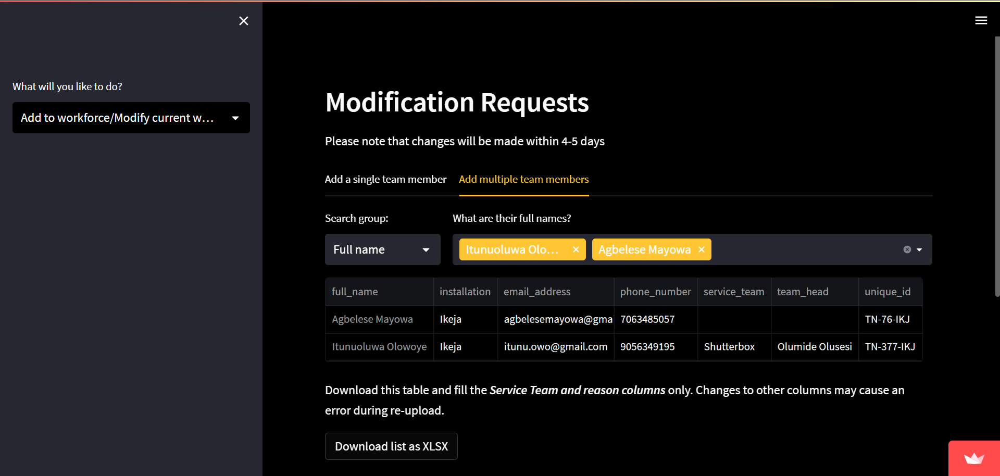 What will you like to do?
Add to workforce/Modify current w...
Modification Requests
Please note that changes will be made within 4-5 days
Add a single team member Add multiple team members
Search group: What are their full names?
Full name Itunuoluwa Olo... Agbelese Mayowa
full_name installation email_address phone_number service_team team_head unique_id
Agbelese Mayowa Ikeja agbelesemayowa@gma 7063485057 TN-76-IKJ
Itunuoluwa Olowoye Ikeja itunu.owo@gmail.com 9056349195 Shutterbox Olumide Olusesi TN-377-IKJ
Download this table and fill the Service Team and reason columns only. Changes to other columns may cause an
error during re-upload.
Download list as XLSX